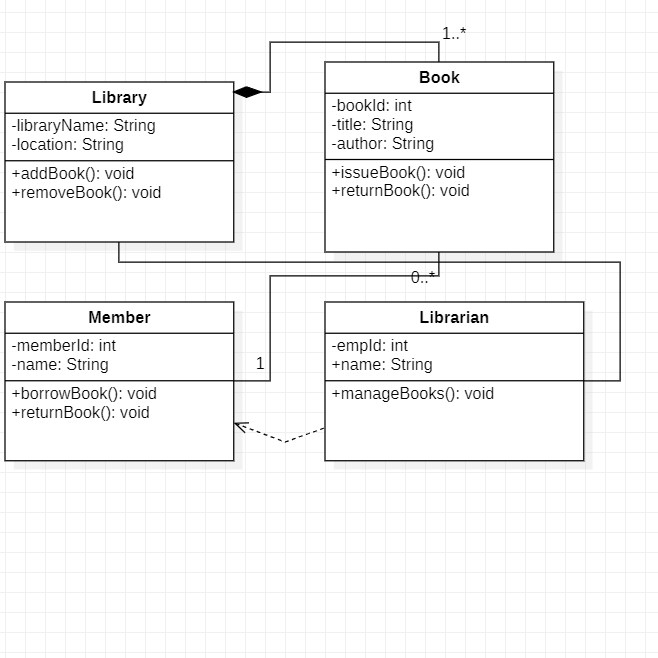 1..*
Library
-libraryName: String
-location: String
+addBook(): void
+removeBook(): void
Book
-bookId: int
-title: String
-author: String
+issueBook(): void
+returnBook(): void
0..*
Member
-memberId: int
-name: String
+borrowBook(): void
+returnBook(): void
1
Librarian
-empId: int
+name: String
+manageBooks(): void